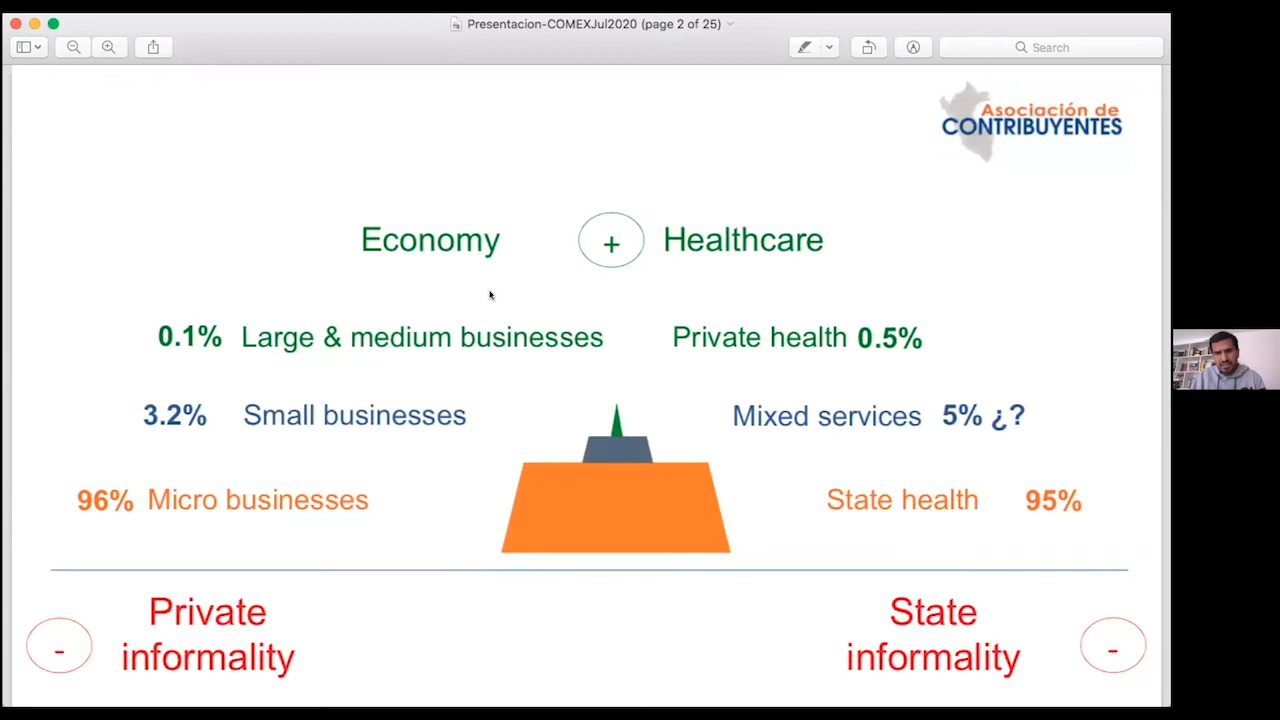 Presentacion-COMEXJul2020 (page 2 of 25)
Search
Asociación de
CONTRIBUYENTES
Economy + Healthcare
0.1% Large & medium businesses Private health 0.5%
3.2% Small businesses Mixed services 5% ¿?
96% Micro businesses State health 95%
Private
informality
-
State
informality
-